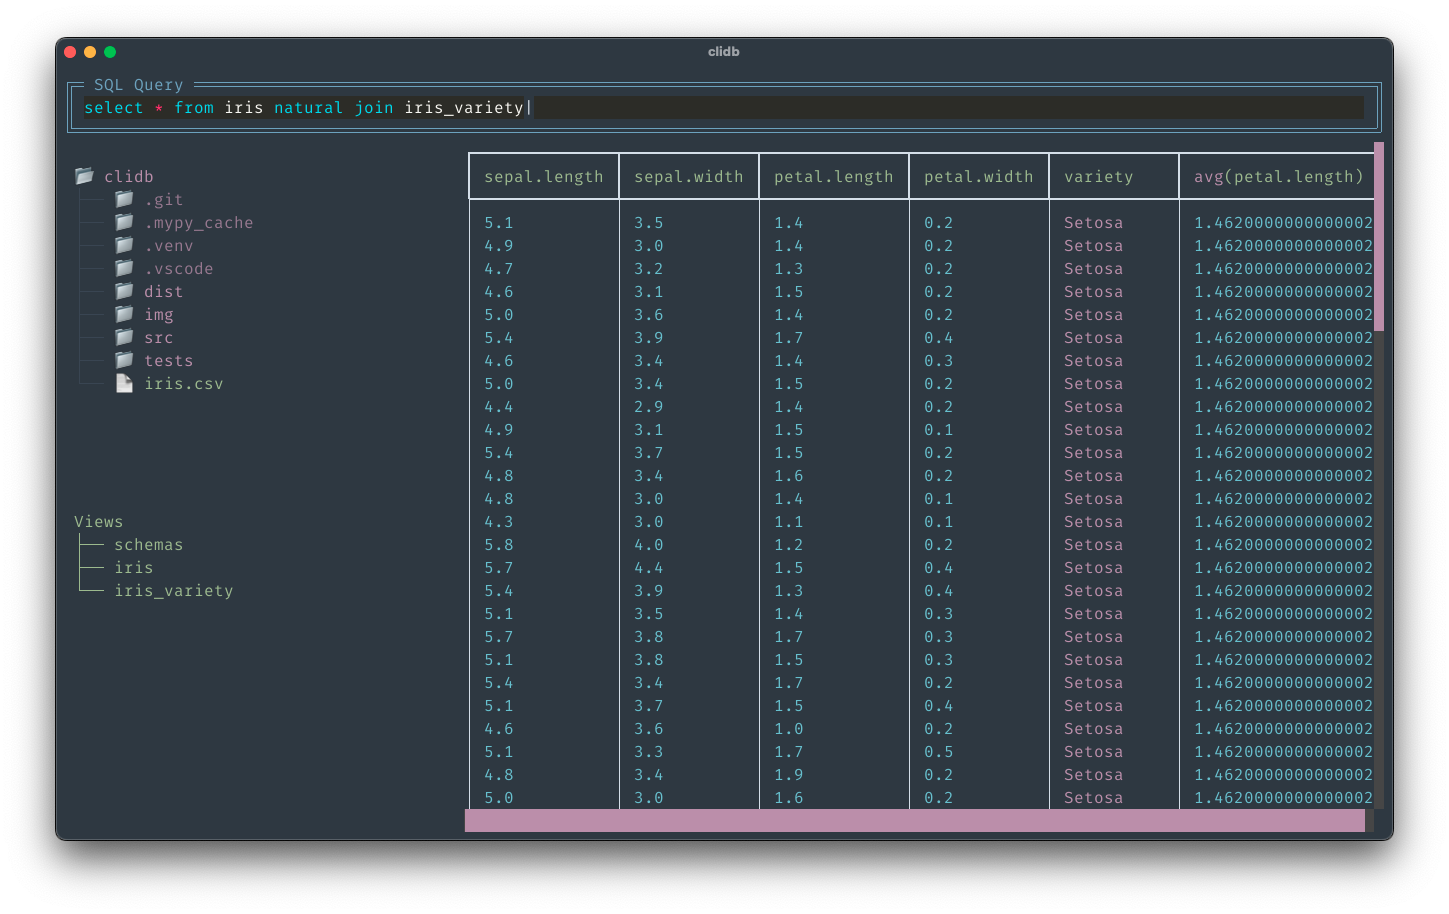 clidb
SQL Query
select * from iris natural join iris_variety
clidb
.git
.mypy_cache
.venv
.vscode
dist
img
src
tests
iris.csv
Views
schemas
iris
iris_variety
sepal.length sepal.width petal.length petal.width variety avg(petal.length)
5.1 3.5 1.4 0.2 Setosa 1.4620000000000002
4.9 3.0 1.4 0.2 Setosa 1.4620000000000002
4.7 3.2 1.3 0.2 Setosa 1.4620000000000002
4.6 3.1 1.5 0.2 Setosa 1.4620000000000002
5.0 3.6 1.4 0.2 Setosa 1.4620000000000002
5.4 3.9 1.7 0.4 Setosa 1.4620000000000002
4.6 3.4 1.4 0.3 Setosa 1.4620000000000002
5.0 3.4 1.5 0.2 Setosa 1.4620000000000002
4.4 2.9 1.4 0.2 Setosa 1.4620000000000002
4.9 3.1 1.5 0.1 Setosa 1.4620000000000002
5.4 3.7 1.5 0.2 Setosa 1.4620000000000002
4.8 3.4 1.6 0.2 Setosa 1.4620000000000002
4.8 3.0 1.4 0.1 Setosa 1.4620000000000002
4.3 3.0 1.1 0.1 Setosa 1.4620000000000002
5.8 4.0 1.2 0.2 Setosa 1.4620000000000002
5.7 4.4 1.5 0.4 Setosa 1.4620000000000002
5.4 3.9 1.3 0.4 Setosa 1.4620000000000002
5.1 3.5 1.4 0.3 Setosa 1.4620000000000002
5.7 3.8 1.7 0.3 Setosa 1.4620000000000002
5.1 3.8 1.5 0.3 Setosa 1.4620000000000002
5.4 3.4 1.7 0.2 Setosa 1.4620000000000002
5.1 3.7 1.5 0.4 Setosa 1.4620000000000002
4.6 3.6 1.0 0.2 Setosa 1.4620000000000002
5.1 3.3 1.7 0.5 Setosa 1.4620000000000002
4.8 3.4 1.9 0.2 Setosa 1.4620000000000002
5.0 3.0 1.6 0.2 Setosa 1.4620000000000002